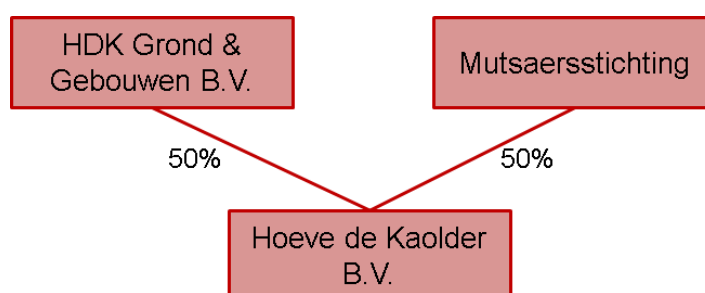 HDK Grond &
Gebouwen B.V.
Mutsaersstichting
50%
50%
Hoeve de Kaolder
B.V.